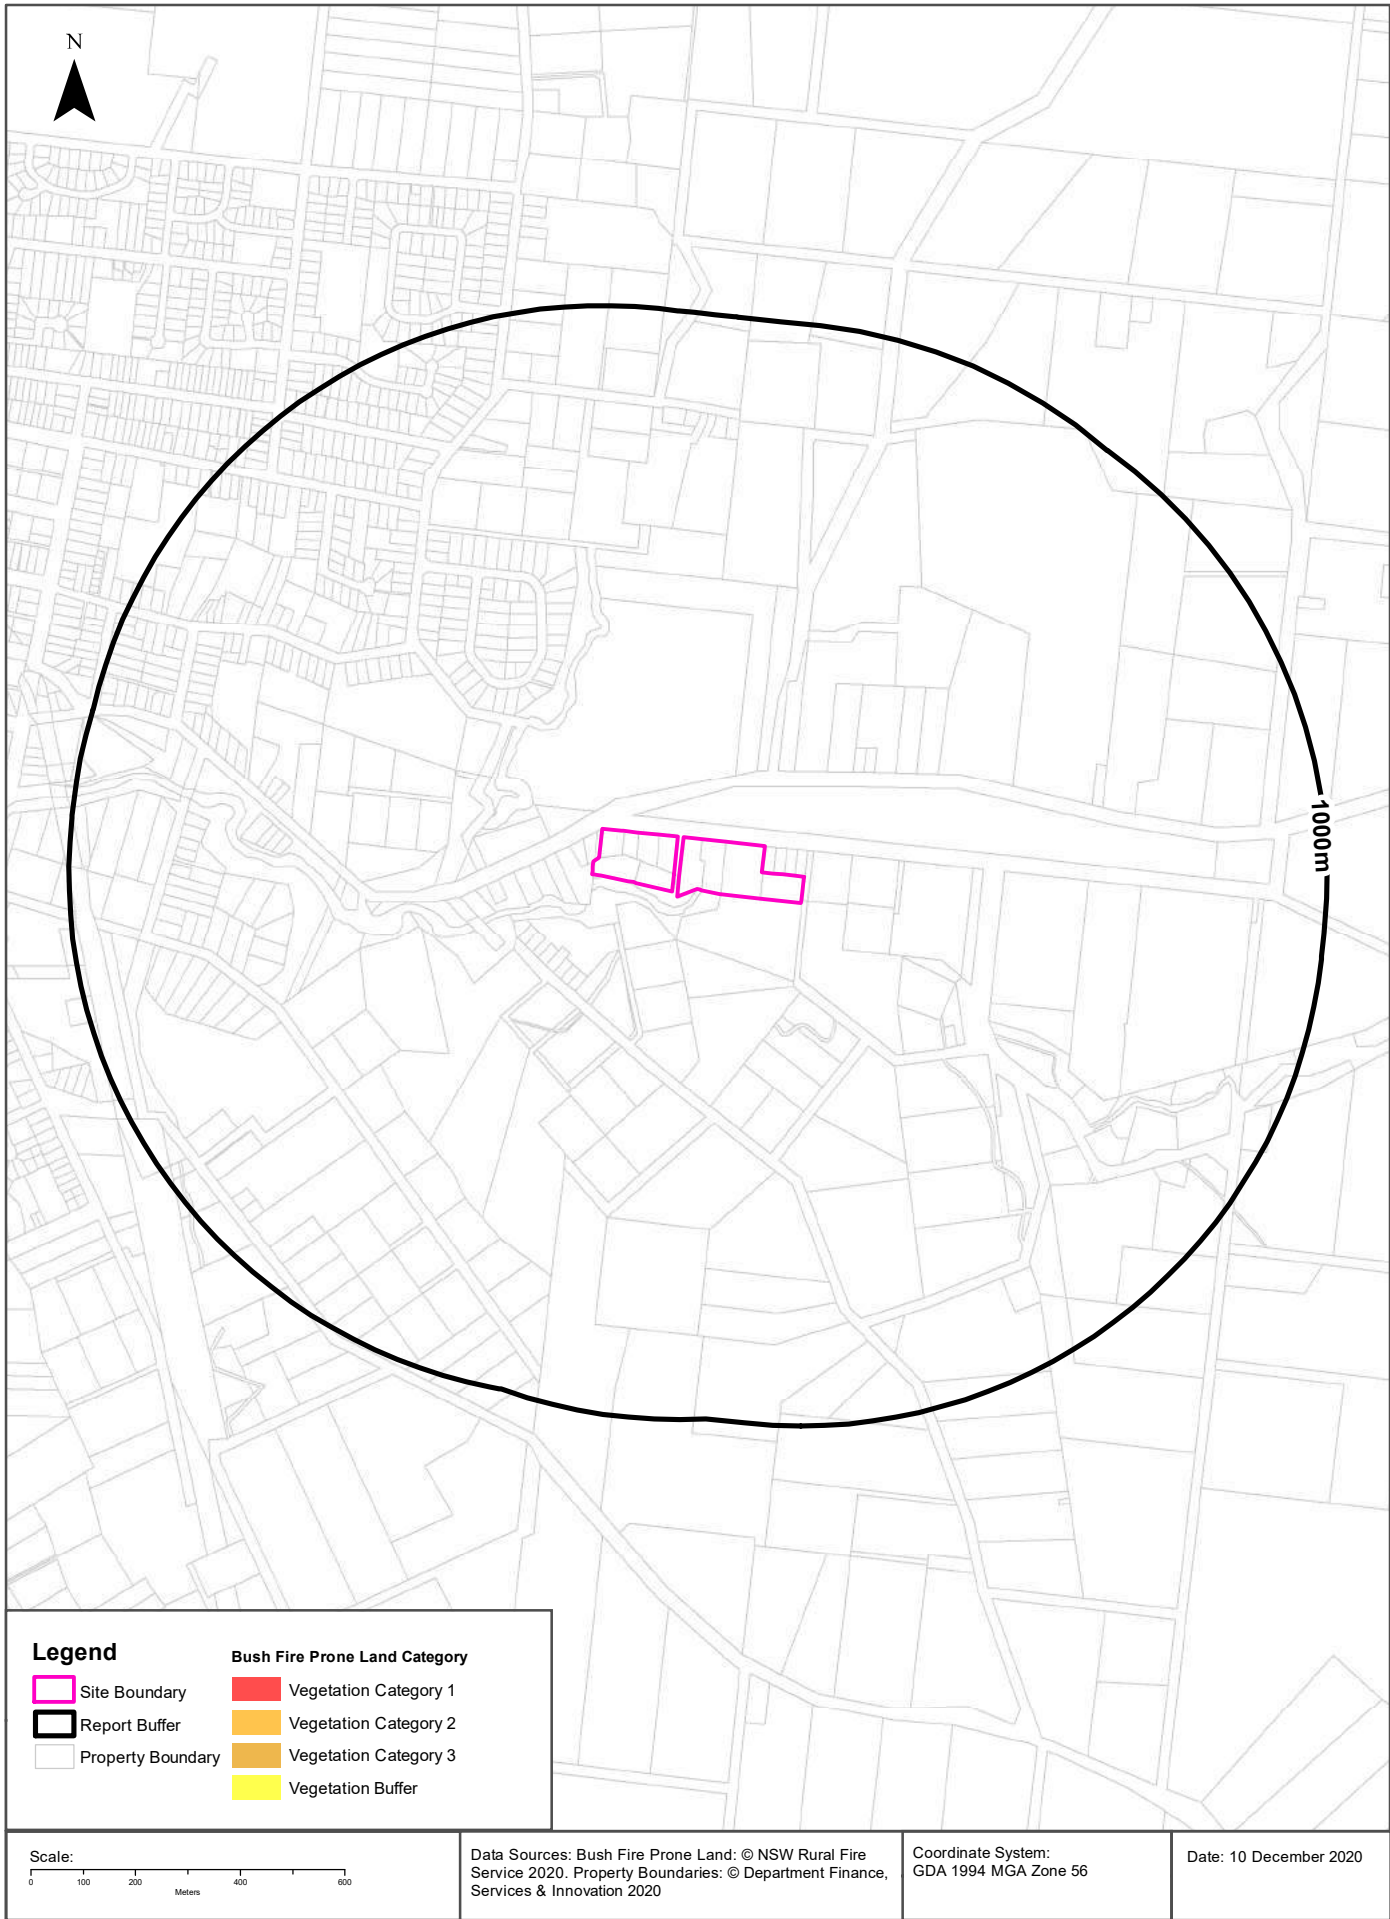 N
1000m
Legend
Site Boundary
Report Buffer
Property Boundary
Bush Fire Prone Land Category
Vegetation Category 1
Vegetation Category 2
Vegetation Category 3
Vegetation Buffer
Scale:
0 100 200 400 600
Meters
Data Sources: Bush Fire Prone Land: © NSW Rural Fire
Service 2020. Property Boundaries: © Department Finance,
Services & Innovation 2020
Coordinate System:
GDA 1994 MGA Zone 56
Date: 10 December 2020